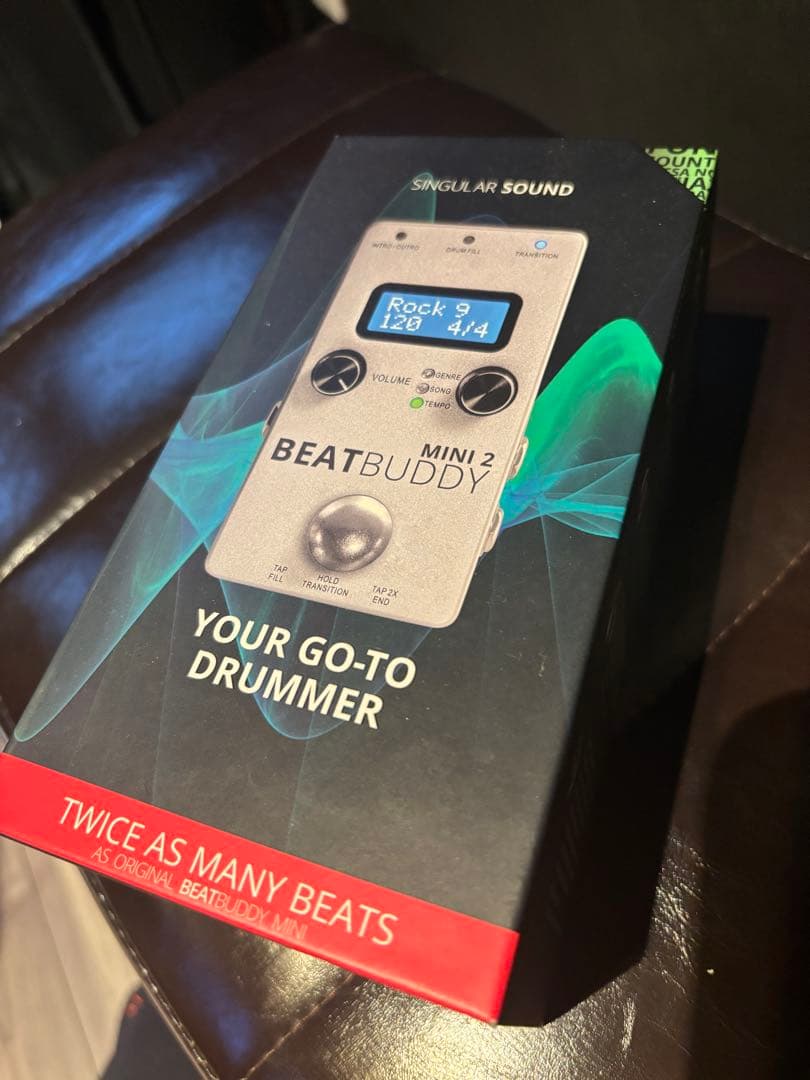 SINGULAR SOUND
INTRO/OUTRO DRUM FILL TRANSITION
Rock 9
120 4/4
VOLUME
GENRE
SONG
TEMPO
MINI 2
BEATBUDDY
TAP
FILL
HOLD
TRANSITION
TAP 2X
END
YOUR GO-TO
DRUMMER
TWICE AS MANY BEATS
AS ORIGINAL BEATBUDDY MINI